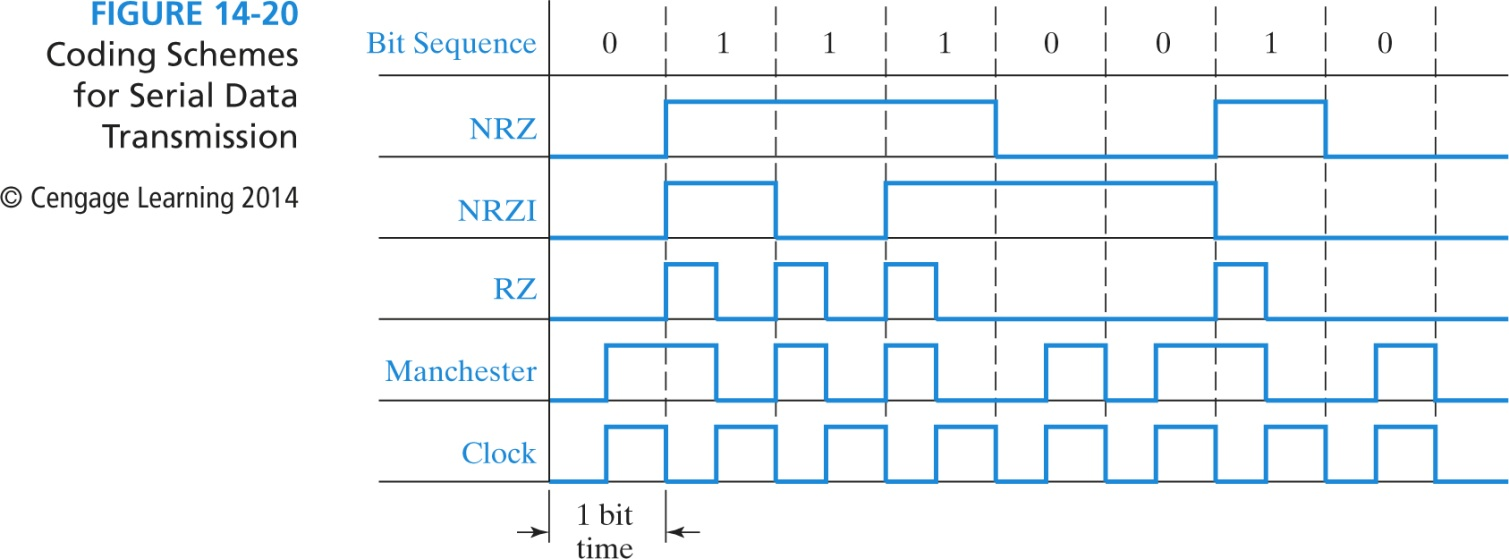 FIGURE 14-20
Coding Schemes
for Serial Data
Transmission
© Cengage Learning 2014
Bit Sequence 0 1 1 1 0 0 1 0
NRZ
NRZI
RZ
Manchester
Clock
1 bit
time